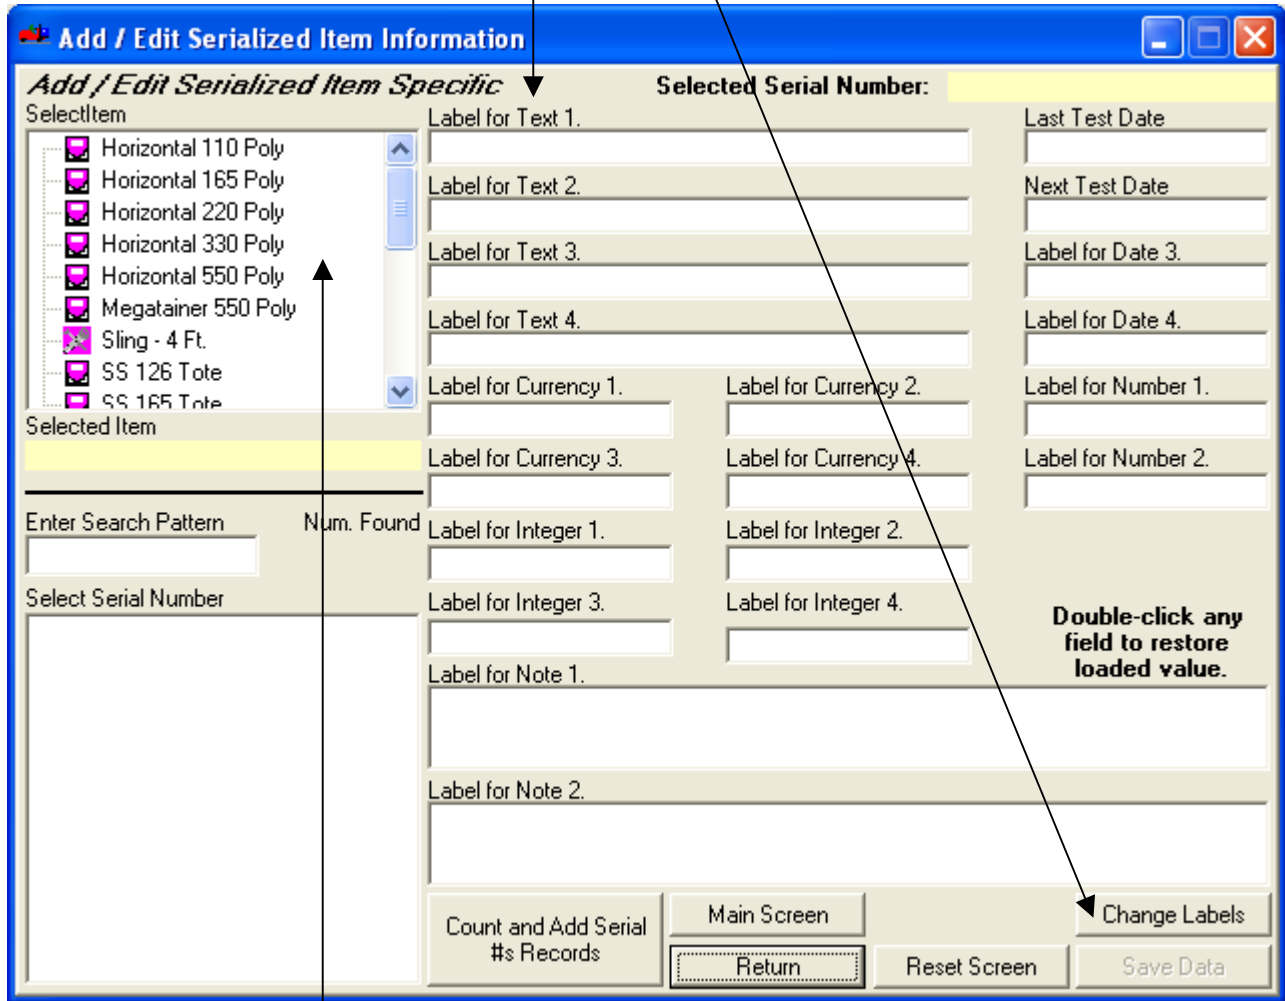 Add / Edit Serialized Item Information
Add / Edit Serialized Item Specific
Selected Serial Number:
SelectItem
Horizontal 110 Poly
Horizontal 165 Poly
Horizontal 220 Poly
Horizontal 330 Poly
Horizontal 550 Poly
Megatainer 550 Poly
Sling - 4 Ft.
SS 126 Tote
SS 165 Tote
Selected Item
Enter Search Pattern
Num. Found
Select Serial Number
Label for Text 1.
Last Test Date
Label for Text 2.
Next Test Date
Label for Text 3.
Label for Date 3.
Label for Text 4.
Label for Date 4.
Label for Currency 1.
Label for Currency 2.
Label for Number 1.
Label for Currency 3.
Label for Currency 4.
Label for Number 2.
Label for Integer 1.
Label for Integer 2.
Label for Integer 3.
Label for Integer 4.
Double-click any
field to restore
loaded value.
Label for Note 1.
Label for Note 2.
Count and Add Serial
#s Records
Main Screen
Change Labels
Return
Reset Screen
Save Data